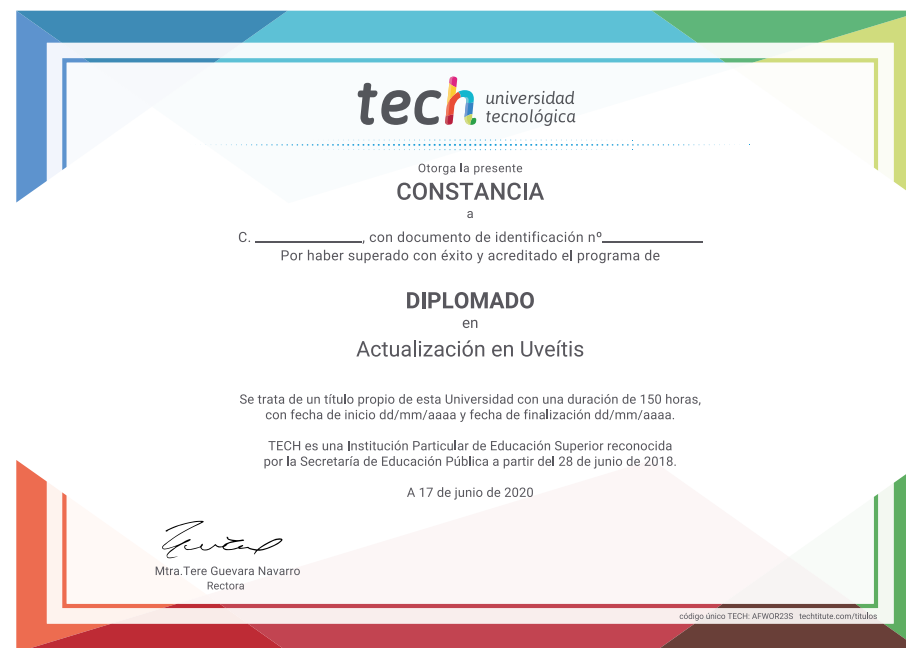 tech universidad
tecnológica
Otorga la presente
CONSTANCIA
a
C. ____________, con documento de identificación nº____________
Por haber superado con éxito y acreditado el programa de
DIPLOMADO
en
Actualización en Uveítis
Se trata de un título propio de esta Universidad con una duración de 150 horas,
con fecha de inicio dd/mm/aaaa y fecha de finalización dd/mm/aaaa.
TECH es una Institución Particular de Educación Superior reconocida
por la Secretaría de Educación Pública a partir del 28 de junio de 2018.
A 17 de junio de 2020
Mtra.Tere Guevara Navarro
Rectora
código único TECH: AFWOR23S techtitute.com/titulos